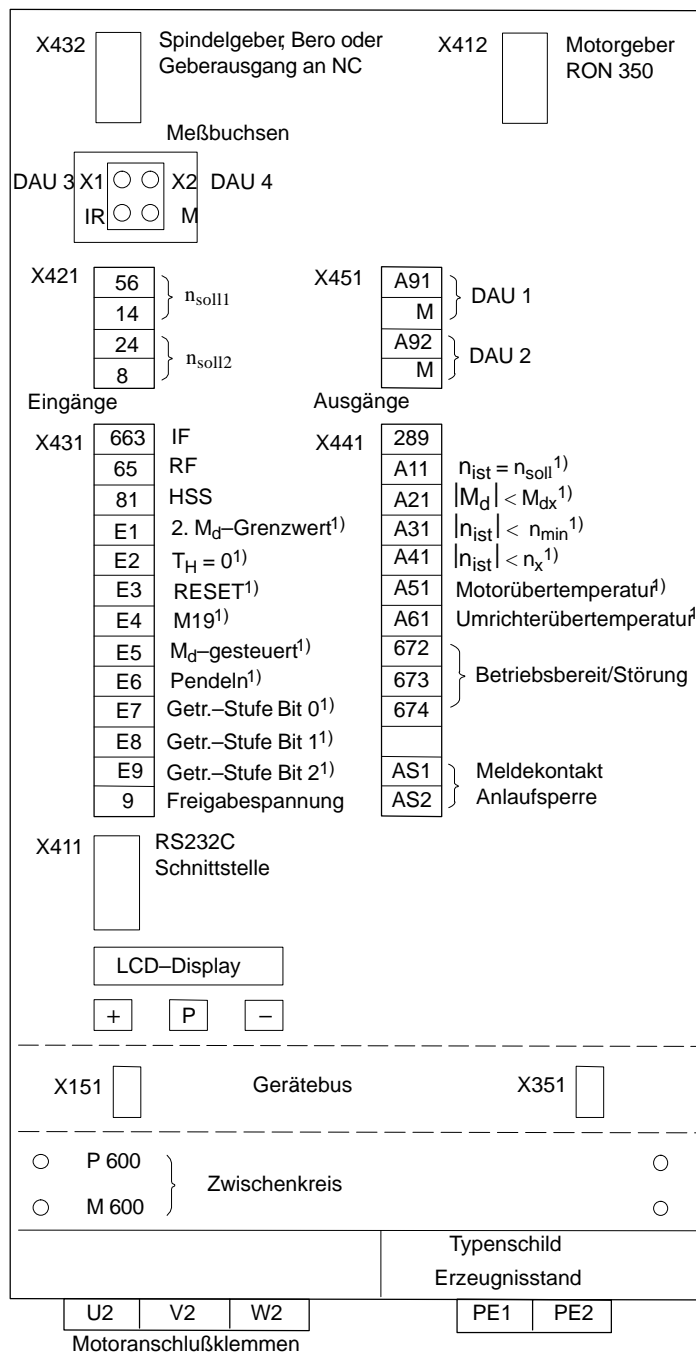 X432 Spindelgeber, Bero oder
Geberausgang an NC
X412 Motorgeber
RON 350
Meßbuchsen
DAU 3 X1 X2 DAU 4
IR M
X421
56
14
nsoll1
24
8
nsoll2
X451
A91
M
DAU 1
A92
M
DAU 2
Eingänge
X431
663 IF
65 RF
81 HSS
E1 2. Md–Grenzwert1)
E2 TH = 01)
E3 RESET1)
E4 M191)
E5 Md–gesteuert1)
E6 Pendeln1)
E7 Getr.–Stufe Bit 01)
E8 Getr.–Stufe Bit 11)
E9 Getr.–Stufe Bit 21)
9 Freigabespannung
Ausgänge
X441
289
A11 nist = nsoll1)
A21 |Md| < Mdx1)
A31 |nist| < nmin1)
A41 |nist| < nx1)
A51 Motorübertemperatur1)
A61 Umrichterübertemperatur1
672
673
674
Betriebsbereit/Störung
AS1 Meldekontakt
AS2 Anlaufsperre
X411 RS232C
Schnittstelle
LCD–Display
+ P –
X151 Gerätebus X351
P 600
M 600
Zwischenkreis
Typenschild
Erzeugnisstand
U2 V2 W2
PE1 PE2
Motoranschlußklemmen